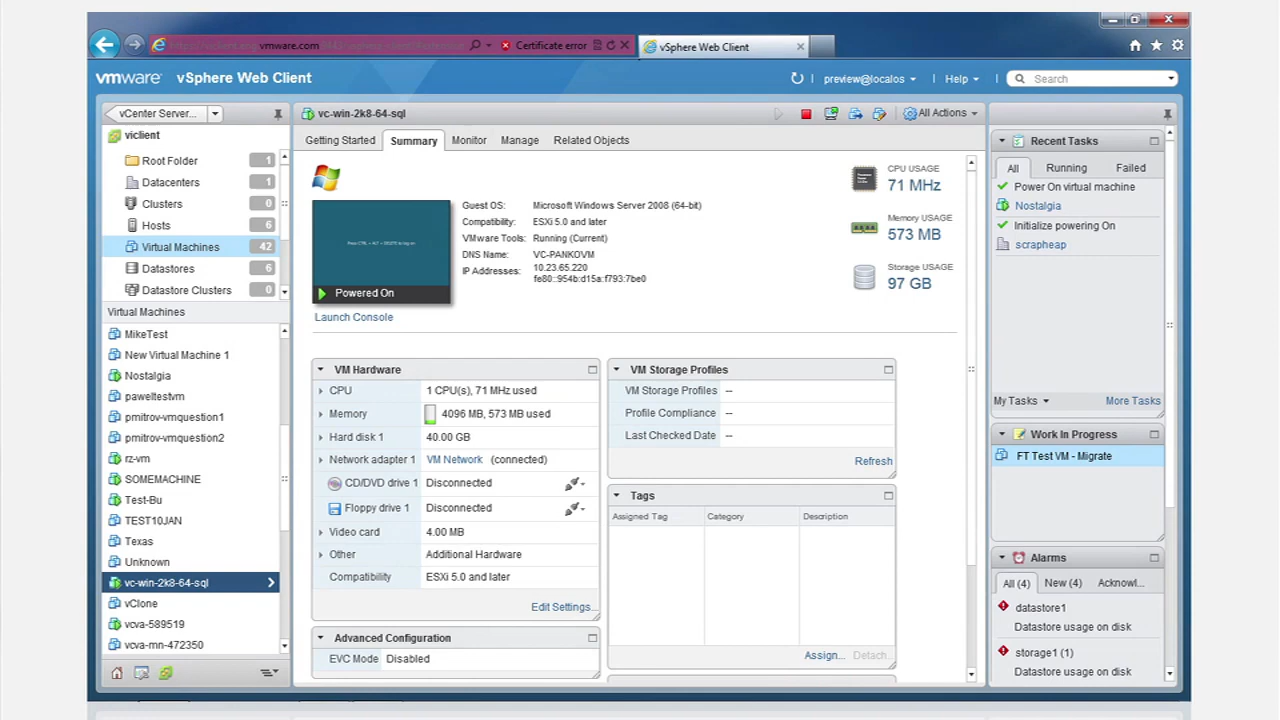 vmware.com
Certificate error
vSphere Web Client
vmware vSphere Web Client
preview@localos
Help
Search
vCenter Server...
viclient
Root Folder 1
Datacenters 1
Clusters 0
Hosts 6
Virtual Machines 42
Datastores 6
Datastore Clusters 0
Virtual Machines
MikeTest
New Virtual Machine 1
Nostalgia
paweltestvm
pmitrov-vmquestion1
pmitrov-vmquestion2
rz-vm
SOMEMACHINE
Test-Bu
TEST10JAN
Texas
Unknown
vc-win-2k8-64-sql
vClone
vcva-589519
vcva-mn-472350
vc-win-2k8-64-sql
All Actions
Getting Started Summary Monitor Manage Related Objects
Powered On
Launch Console
Guest OS: Microsoft Windows Server 2008 (64-bit)
Compatibility: ESXi 5.0 and later
VMware Tools: Running (Current)
DNS Name: VC-PANKOVM
IP Addresses: 10.23.65.220
fe80::954b:d15a:f793:7be0
CPU USAGE
71 MHz
Memory USAGE
573 MB
Storage USAGE
97 GB
VM Hardware
CPU 1 CPU(s), 71 MHz used
Memory 4096 MB, 573 MB used
Hard disk 1 40.00 GB
Network adapter 1 VM Network (connected)
CD/DVD drive 1 Disconnected
Floppy drive 1 Disconnected
Video card 4.00 MB
Other Additional Hardware
Compatibility ESXi 5.0 and later
Edit Settings...
Advanced Configuration
EVC Mode Disabled
VM Storage Profiles
VM Storage Profiles --
Profile Compliance --
Last Checked Date --
Refresh
Tags
Assigned Tag Category Description
Assign... Detach...
Recent Tasks
All Running Failed
Power On virtual machine
Nostalgia
Initialize powering On
scrapheap
My Tasks More Tasks
Work In Progress
FT Test VM - Migrate
Alarms
All (4) New (4) Acknowl...
datastore1
Datastore usage on disk
storage1 (1)
Datastore usage on disk